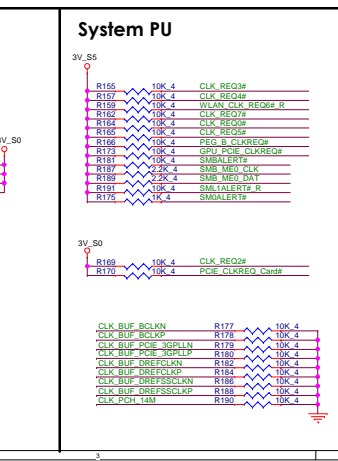 System PU
3V_S5
R155 10K_4 CLK_REQ3#
R157 10K_4 CLK_REQ4#
R159 10K_4 WLAN_CLK_REQ6#_R
R162 10K_4 CLK_REQ7#
R164 10K_4 CLK_REQ0#
R165 10K_4 CLK_REQ5#
R166 10K_4 PEG_B_CLKREQ#
R173 10K_4 GPU_PCIE_CLKREQ#
R181 10K_4 SMBALERT#
R187 2.2K_4 SMB_ME0_CLK
R189 2.2K_4 SMB_ME0_DAT
R191 10K_4 SML1ALERT#_R
R175 1K_4 SM0ALERT#
V_S0
3V_S0
R169 10K_4 CLK_REQ2#
R170 10K_4 PCIE_CLKREQ_Card#
CLK_BUF_BCLKN R177 10K_4
CLK_BUF_BCLKP R178 10K_4
CLK_BUF_PCIE_3GPLLN R179 10K_4
CLK_BUF_PCIE_3GPLLP R180 10K_4
CLK_BUF_DREFCLKN R182 10K_4
CLK_BUF_DREFCLKP R184 10K_4
CLK_BUF_DREFSSCLKN R186 10K_4
CLK_BUF_DREFSSCLKP R188 10K_4
CLK_PCH_14M R190 10K_4
3